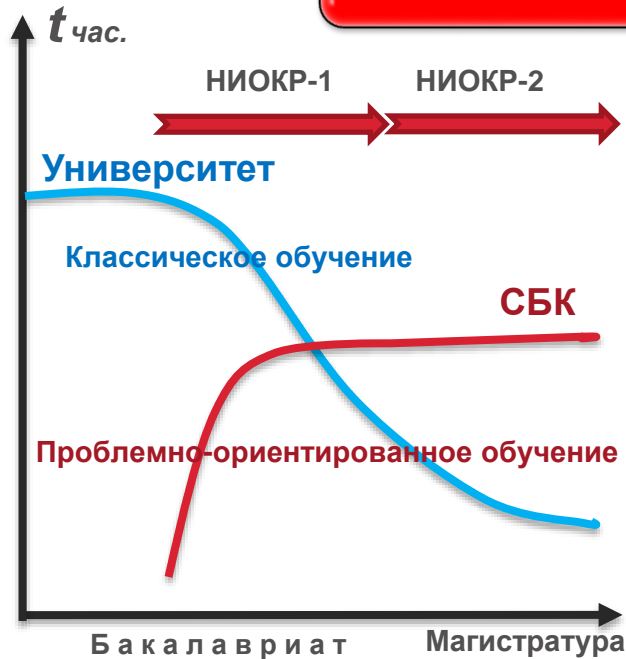 t час.
НИОКР-1 НИОКР-2
Университет
Классическое обучение
СБК
Проблемно-ориентированное обучение
Бакалавриат Магистратура